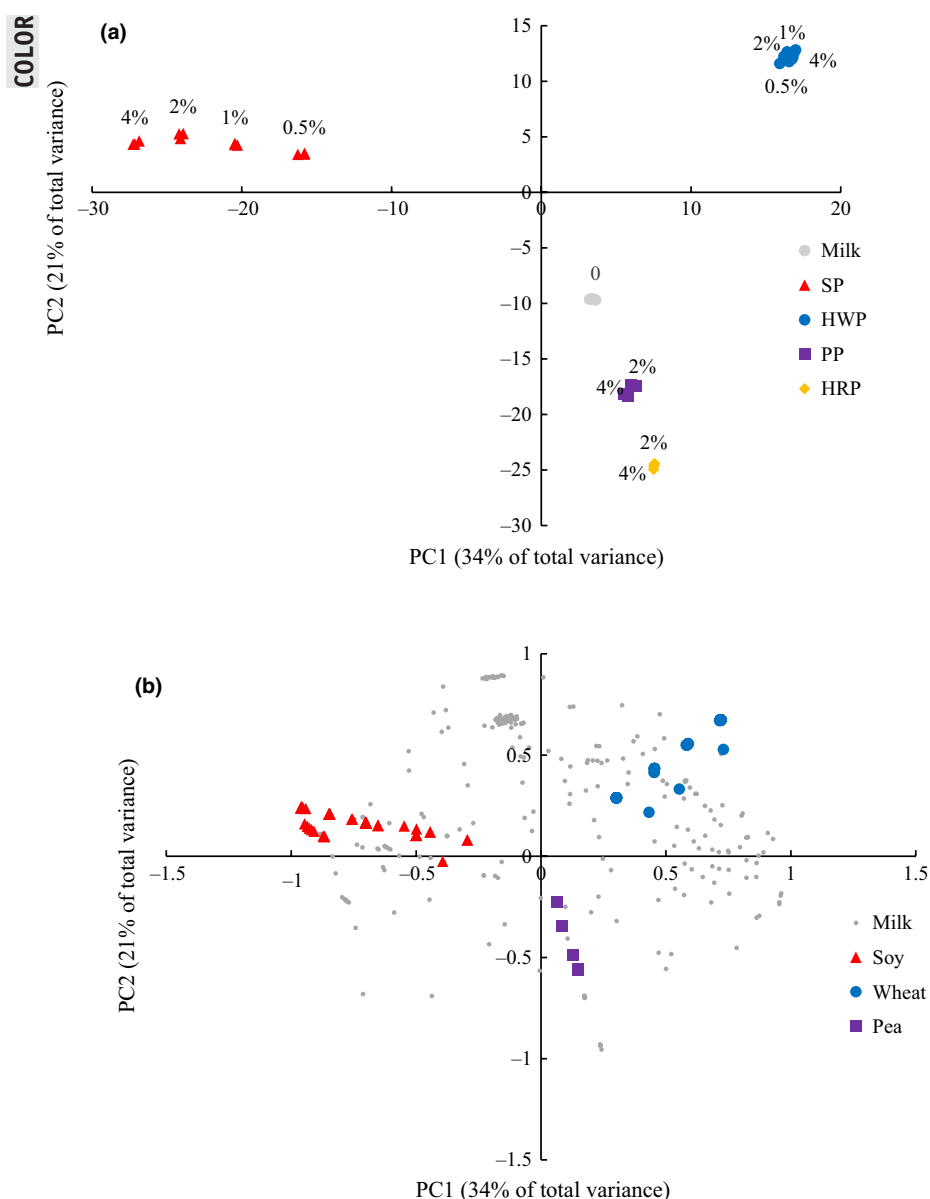 COLOR
(a)
15
10
5
0
–5
–10
–15
–20
–25
–30
–30 –20 –10 0 10 20
4% 2% 1% 0.5%
2% 1% 4% 0.5%
0
2%
4%
2%
4%
PC2 (21% of total variance)
PC1 (34% of total variance)
Milk
SP
HWP
PP
HRP
(b)
1
0.5
0
–0.5
–1
–1.5
–1.5 –1 –0.5 0 0.5 1 1.5
PC2 (21% of total variance)
PC1 (34% of total variance)
Milk
Soy
Wheat
Pea